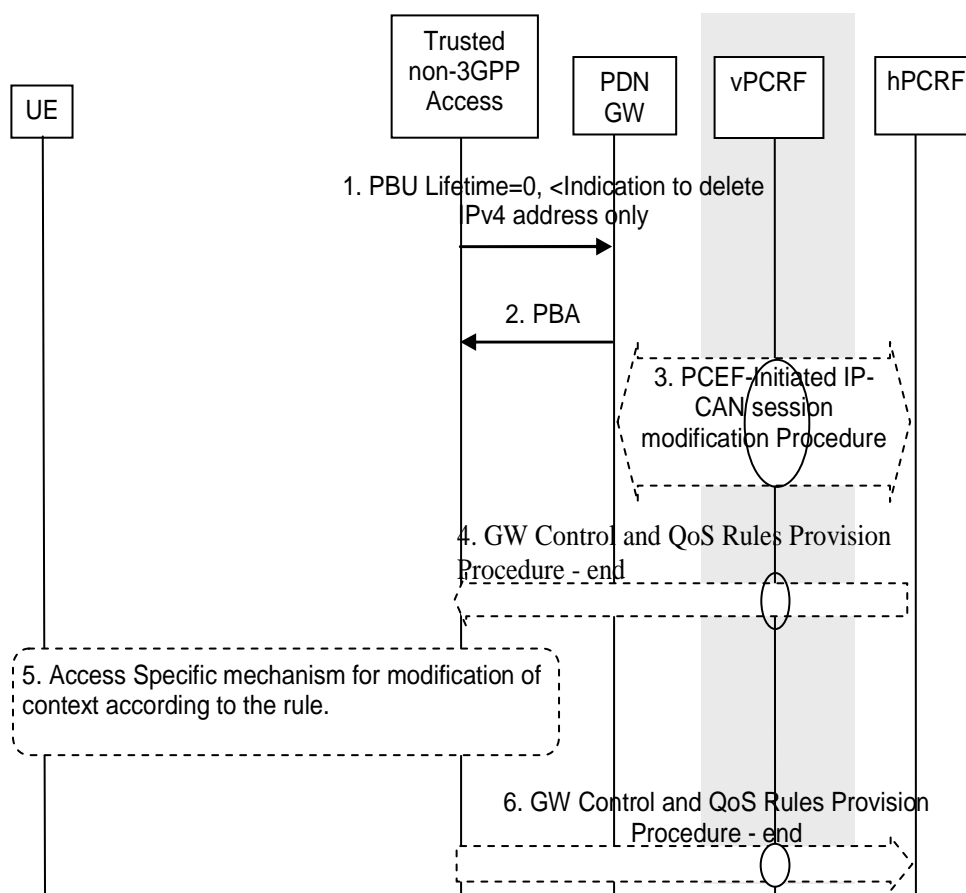 Trusted
non-3GPP
Access
UE
PDN
GW
vPCRF
hPCRF
1. PBU Lifetime=0, <Indication to delete
IPv4 address only
2. PBA
3. PCEF-Initiated IP-
CAN session
modification Procedure
4. GW Control and QoS Rules Provision
Procedure - end
5. Access Specific mechanism for modification of
context according to the rule.
6. GW Control and QoS Rules Provision
Procedure - end